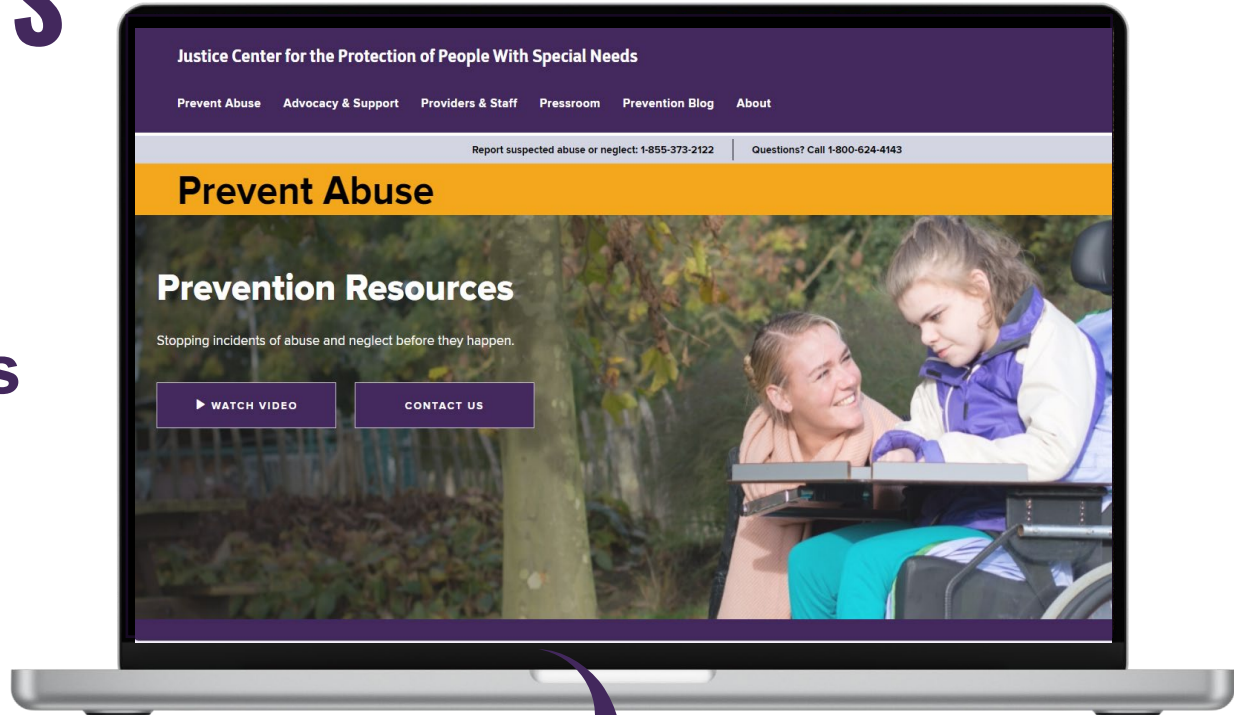 s
Justice Center for the Protection of People With Special Needs
Prevent Abuse Advocacy & Support Providers & Staff Pressroom Prevention Blog About
Report suspected abuse or neglect: 1-855-373-2122 Questions? Call 1-800-624-4143
Prevent Abuse
Prevention Resources
Stopping incidents of abuse and neglect before they happen.
s
WATCH VIDEO CONTACT US